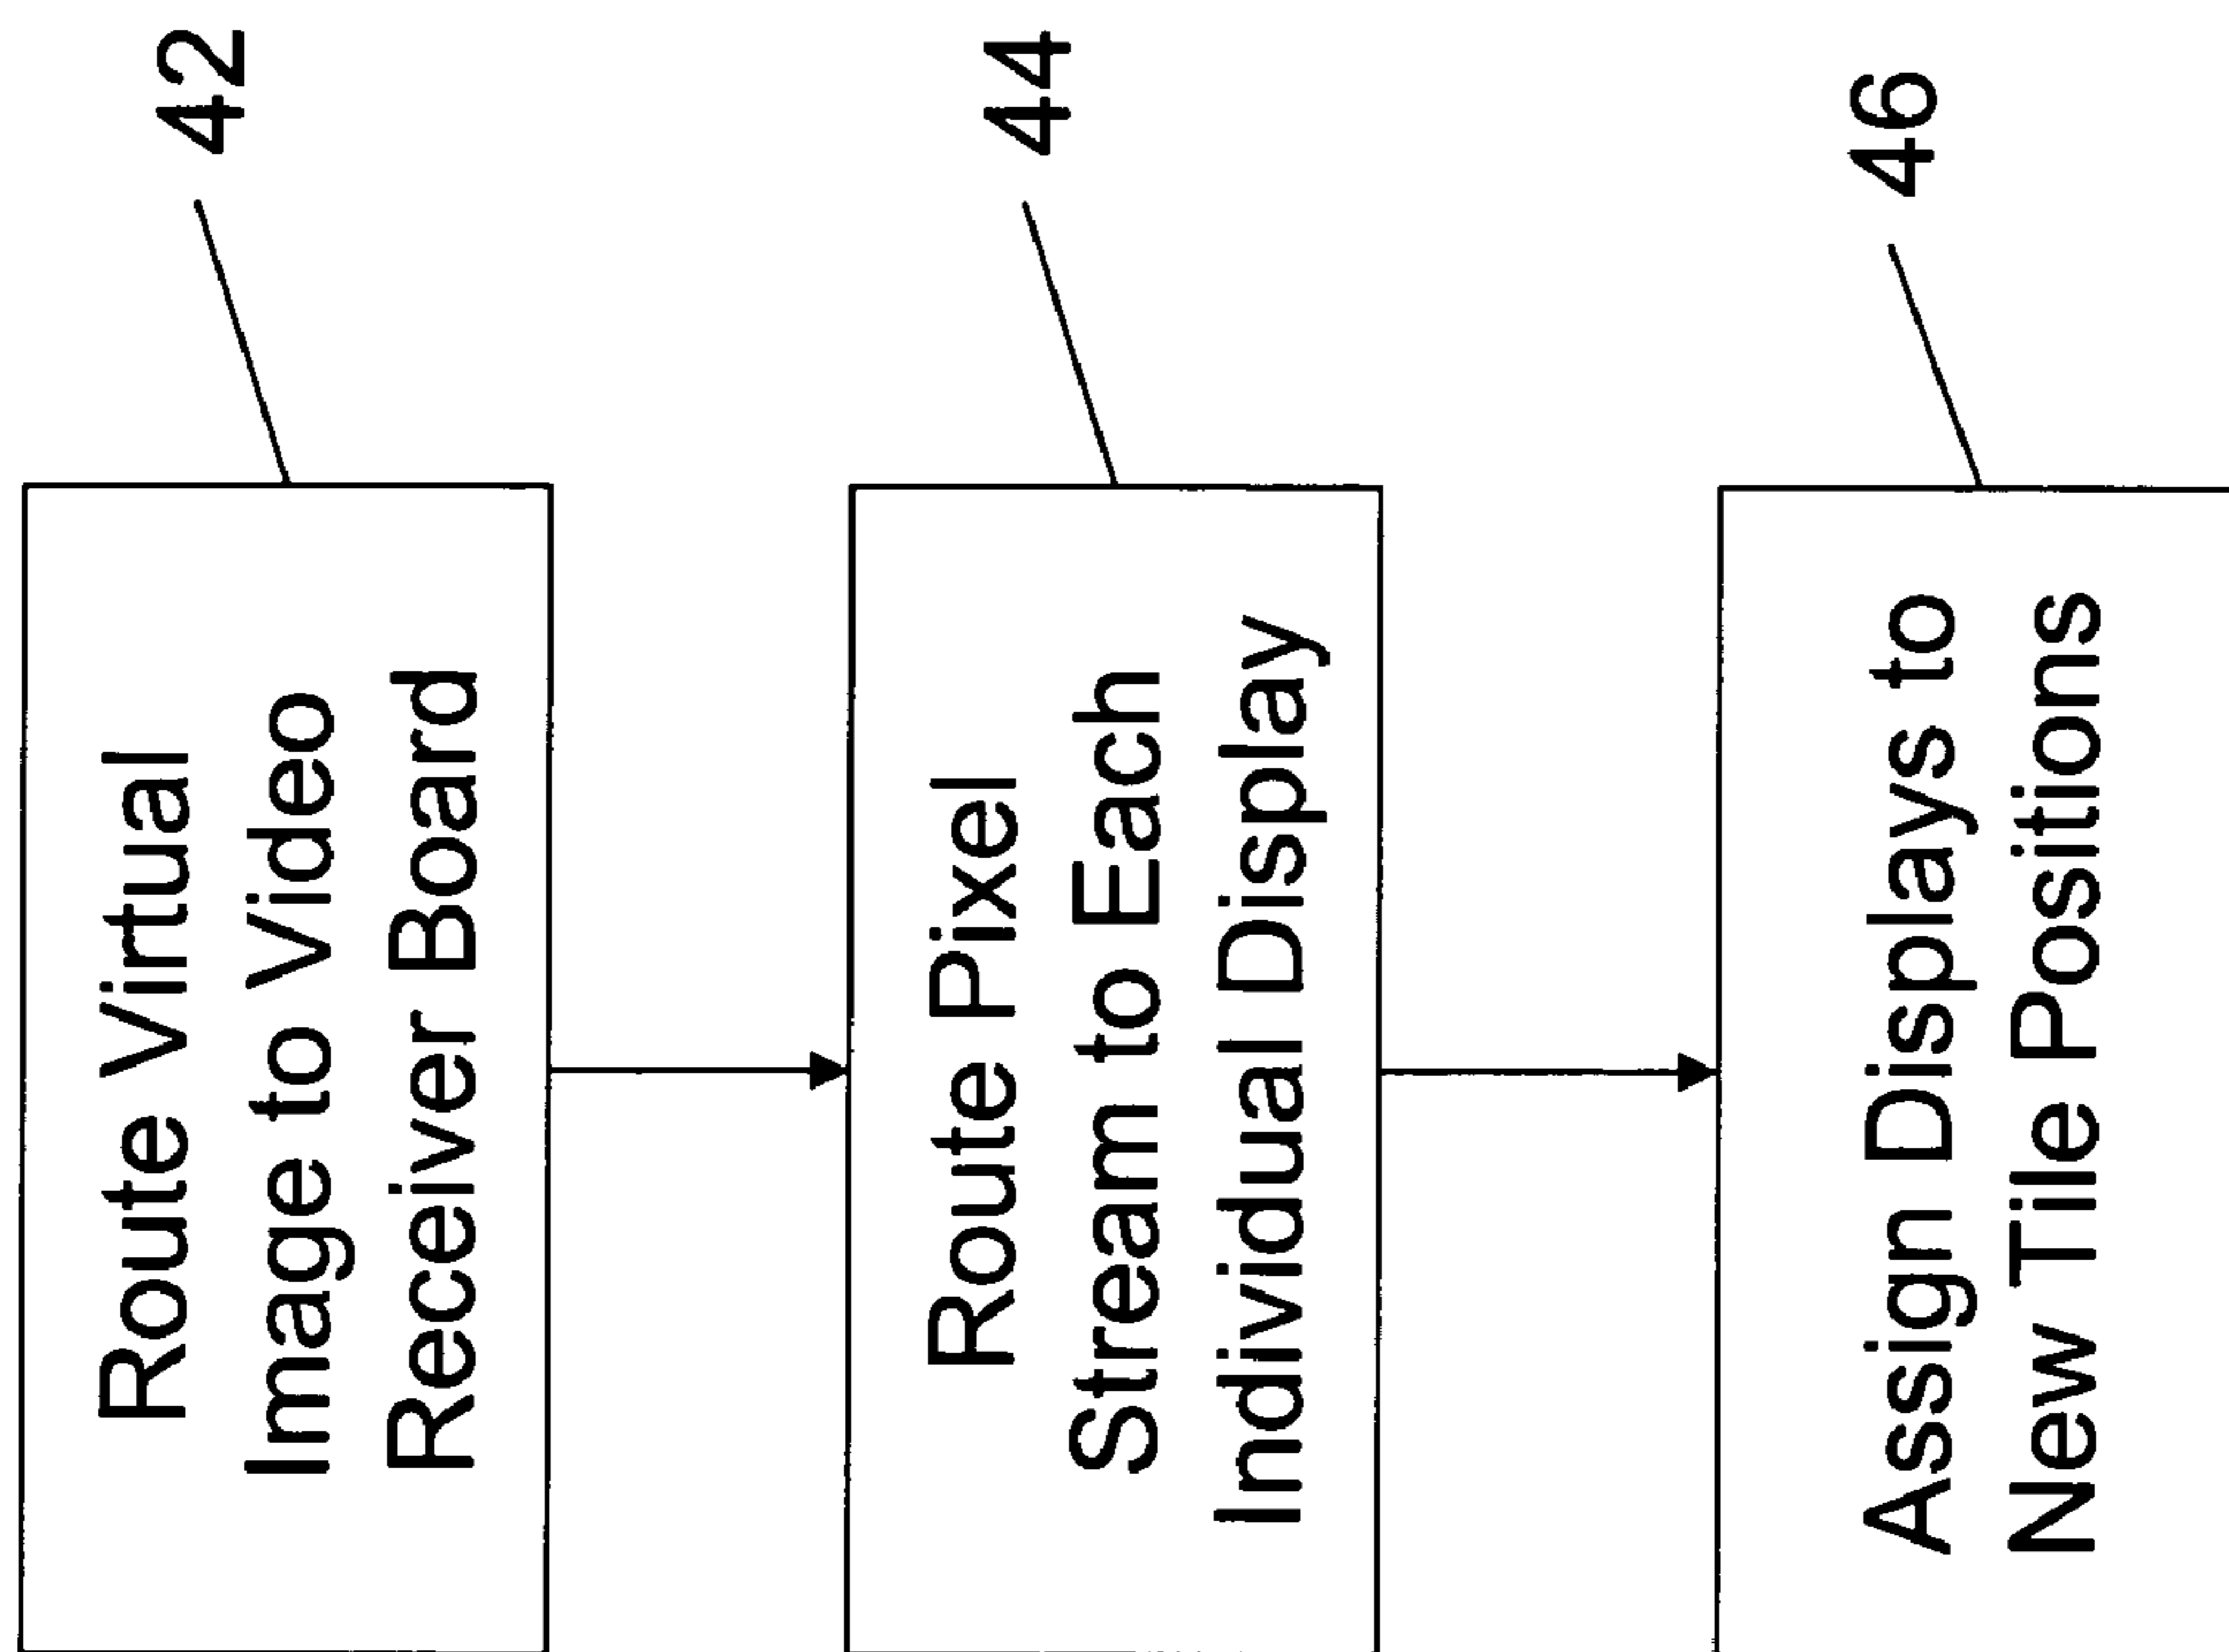 Route Virtual
Image to Video
Receiver Board
42
Route Pixel
Stream to Each
Individual Display
44
Assign Displays to
New Tile Positions
46